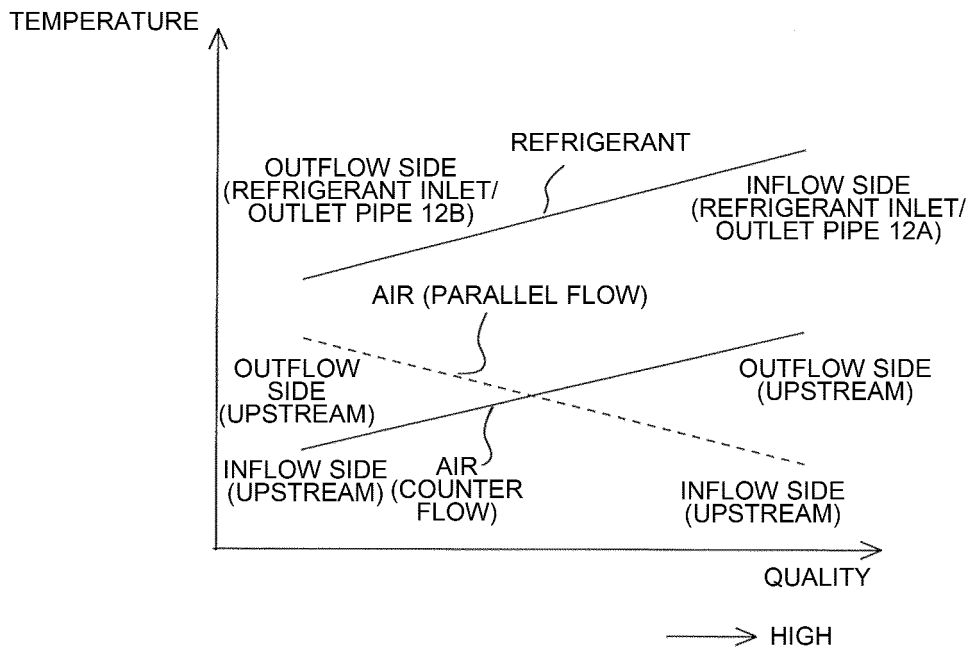 TEMPERATURE
REFRIGERANT
OUTFLOW SIDE
(REFRIGERANT INLET/
OUTLET PIPE 12B)
INFLOW SIDE
(REFRIGERANT INLET/
OUTLET PIPE 12A)
AIR (PARALLEL FLOW)
OUTFLOW
SIDE
(UPSTREAM)
OUTFLOW SIDE
(UPSTREAM)
INFLOW SIDE
(UPSTREAM)
AIR
(COUNTER
FLOW)
INFLOW SIDE
(UPSTREAM)
QUALITY
HIGH